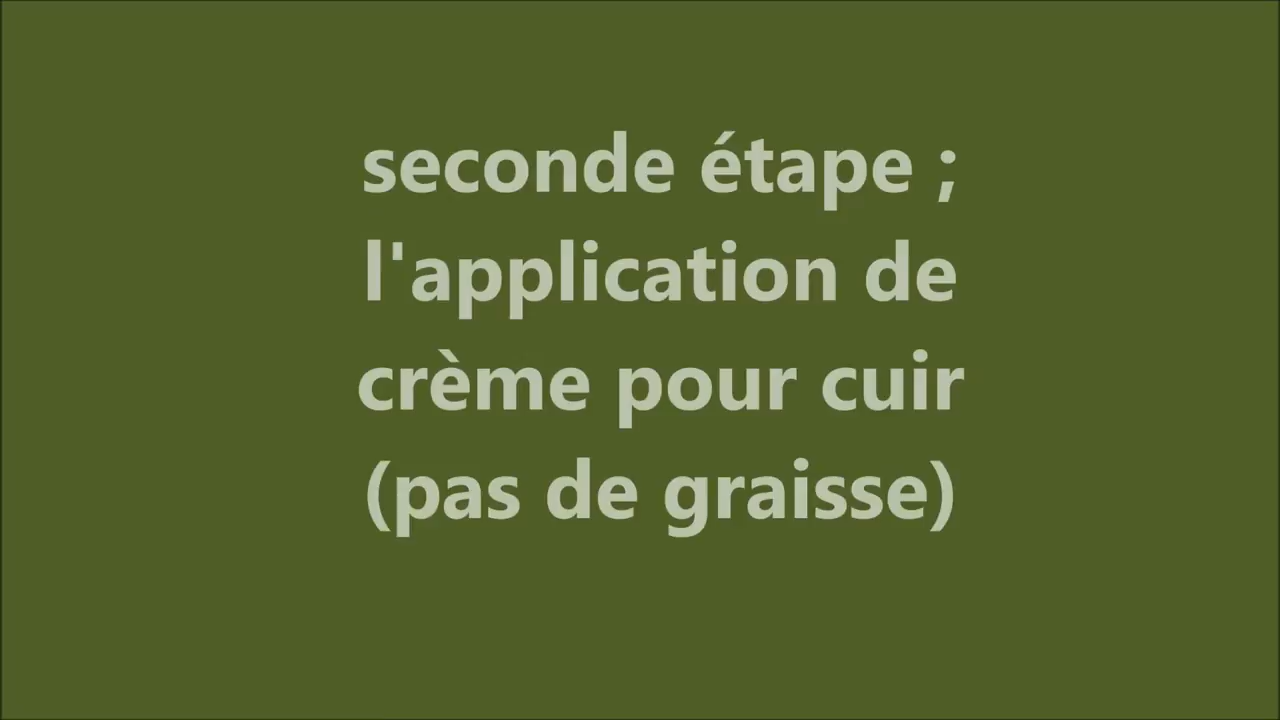 seconde étape ;
l'application de
crème pour cuir
(pas de graisse)